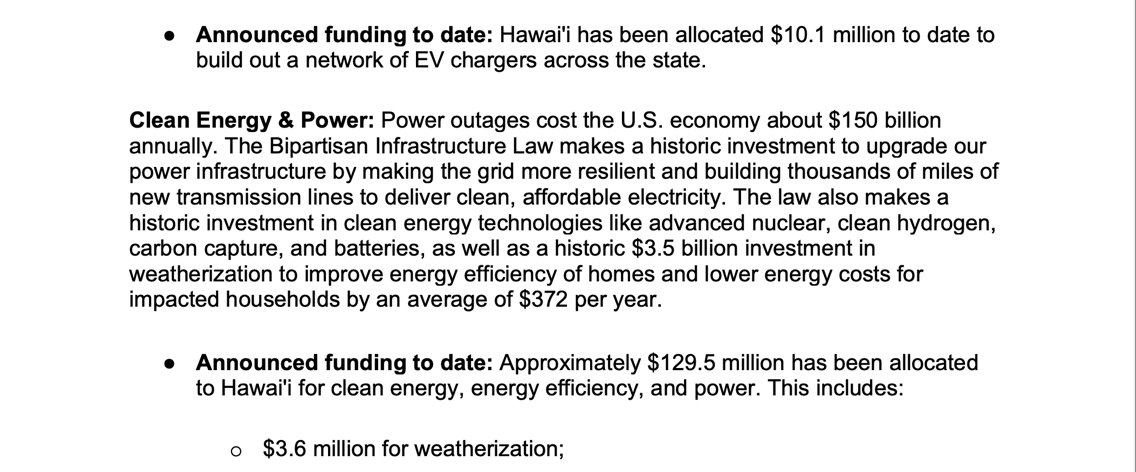 ● Announced funding to date: Hawai'i has been allocated $10.1 million to date to
build out a network of EV chargers across the state.
Clean Energy & Power: Power outages cost the U.S. economy about $150 billion
annually. The Bipartisan Infrastructure Law makes a historic investment to upgrade our
power infrastructure by making the grid more resilient and building thousands of miles of
new transmission lines to deliver clean, affordable electricity. The law also makes a
historic investment in clean energy technologies like advanced nuclear, clean hydrogen,
carbon capture, and batteries, as well as a historic $3.5 billion investment in
weatherization to improve energy efficiency of homes and lower energy costs for
impacted households by an average of $372 per year.
● Announced funding to date: Approximately $129.5 million has been allocated
to Hawai'i for clean energy, energy efficiency, and power. This includes:
○ $3.6 million for weatherization;